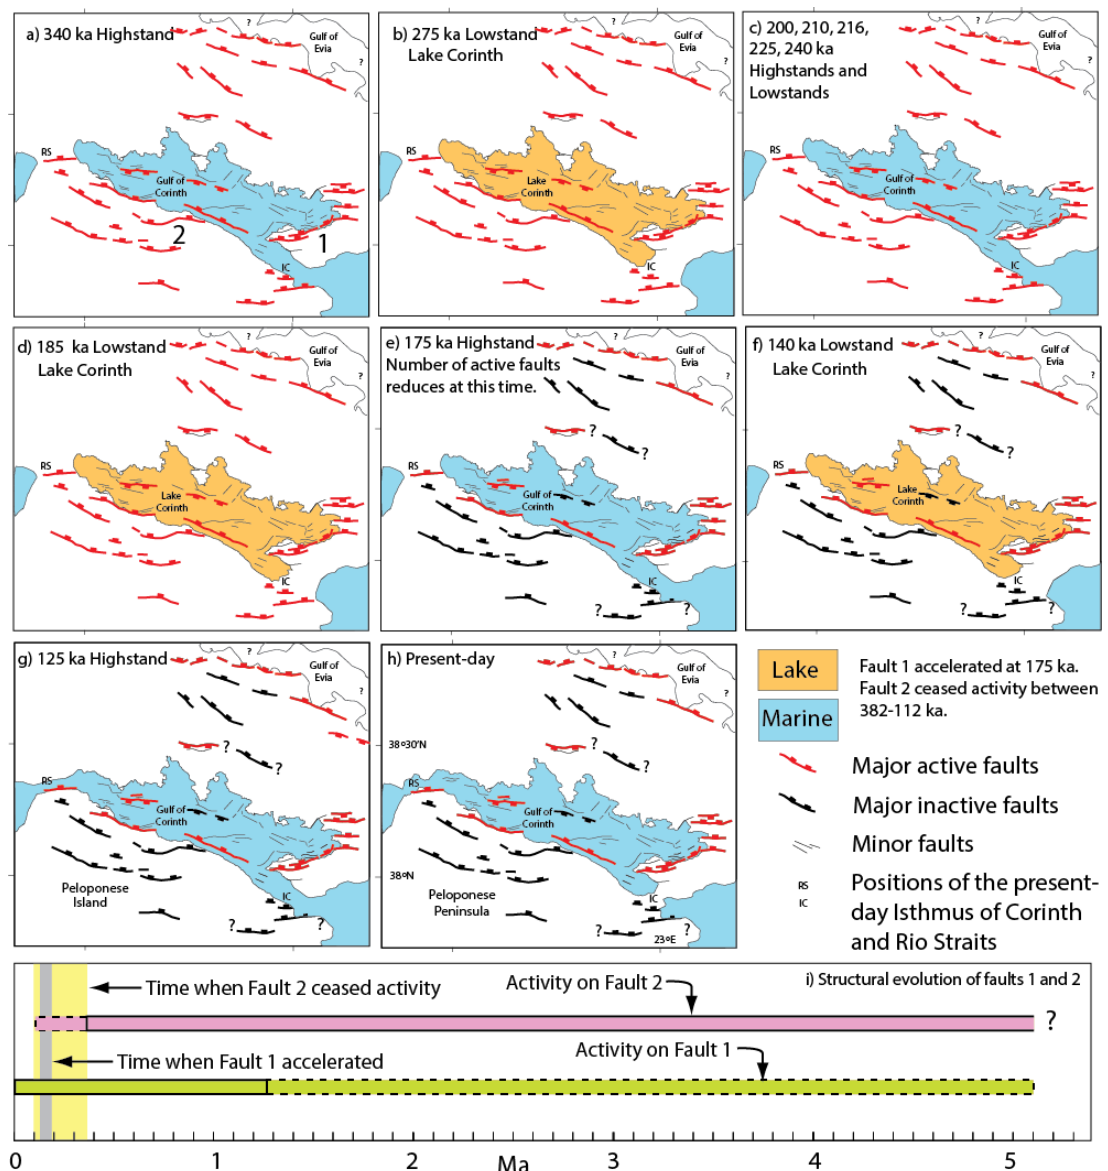 a) 340 ka Highstand
?
Gulf of
Evia
?
RS
Gulf of
Corinth
2
1
IC
b) 275 ka Lowstand
Lake Corinth
?
Gulf of
Evia
?
RS
Lake
Corinth
IC
c) 200, 210, 216,
225, 240 ka
Highstands and
Lowstands
?
Gulf of
Evia
?
RS
Gulf of
Corinth
IC
d) 185 ka Lowstand
Lake Corinth
?
Gulf of
Evia
?
RS
Lake
Corinth
IC
e) 175 ka Highstand
Number of active faults
reduces at this time.
?
Gulf of
Evia
?
? ?
RS
Gulf of
Corinth
IC
? ?
f) 140 ka Lowstand
Lake Corinth
?
Gulf of
Evia
?
? ?
RS
Lake
Corinth
IC
? ?
g) 125 ka Highstand
?
Gulf of
Evia
?
? ?
RS
Gulf of
Corinth
Peloponese
Island
IC
? ?
h) Present-day
?
Gulf of
Evia
?
38º30'N
? ?
RS
Gulf of
Corinth
38ºN
Peloponese
Peninsula
IC
? ?
23ºE
Lake
Marine
Fault 1 accelerated at 175 ka.
Fault 2 ceased activity between
382-112 ka.
Major active faults
Major inactive faults
Minor faults
RS
IC
Positions of the present-
day Isthmus of Corinth
and Rio Straits
i) Structural evolution of faults 1 and 2
Time when Fault 2 ceased activity
Activity on Fault 2
?
Time when Fault 1 accelerated
Activity on Fault 1
0 1 2 Ma 3 4 5